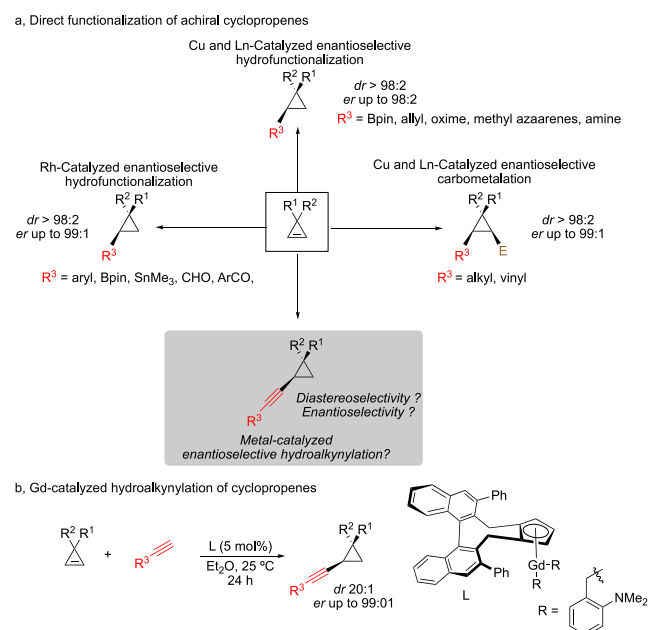 a, Direct functionalization of achiral cyclopropenes
Cu and Ln-Catalyzed enantioselective
hydrofunctionalization
R² R¹
R³
dr > 98:2
er up to 98:2
R³ = Bpin, allyl, oxime, methyl azaarenes, amine
Rh-Catalyzed enantioselective
hydrofunctionalization
dr > 98:2
er up to 99:1
R² R¹
R³
R³ = aryl, Bpin, SnMe₃, CHO, ArCO,
R¹ R²
Cu and Ln-Catalyzed enantioselective
carbometalation
R² R¹
R³
E
dr > 98:2
er up to 99:1
R³ = alkyl, vinyl
R² R¹
R³
Diastereoselectivity ?
Enantioselectivity ?
Metal-catalyzed
enantioselective hydroalkynylation?
b, Gd-catalyzed hydroalkynylation of cyclopropenes
R² R¹
+
R³
L (5 mol%)
Et₂O, 25 ºC
24 h
R² R¹
R³
dr 20:1
er up to 99:01
Ph
Ph
Gd-R
R
L
R =
NMe₂